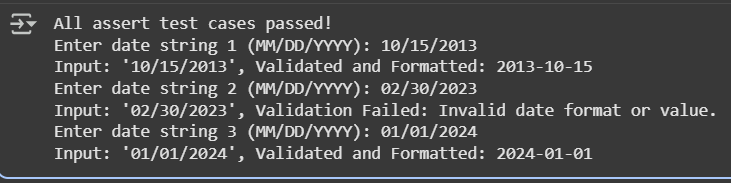 All assert test cases passed!
Enter date string 1 (MM/DD/YYYY): 10/15/2013
Input: '10/15/2013', Validated and Formatted: 2013-10-15
Enter date string 2 (MM/DD/YYYY): 02/30/2023
Input: '02/30/2023', Validation Failed: Invalid date format or value.
Enter date string 3 (MM/DD/YYYY): 01/01/2024
Input: '01/01/2024', Validated and Formatted: 2024-01-01